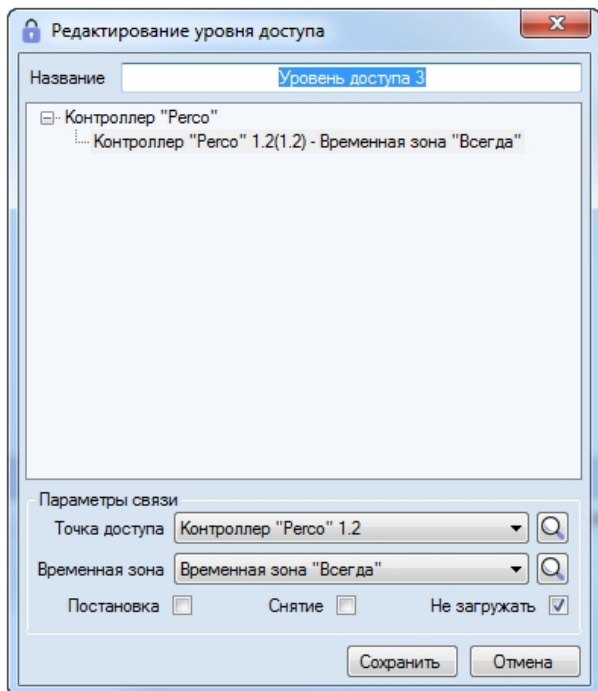 Редактирование уровня доступа
Название Уровень доступа 3
Контроллер "Perco"
Контроллер "Perco" 1.2(1.2) - Временная зона "Всегда"
Параметры связи
Точка доступа Контроллер "Perco" 1.2
Временная зона Временная зона "Всегда"
Постановка Снятие Не загружать
Сохранить Отмена